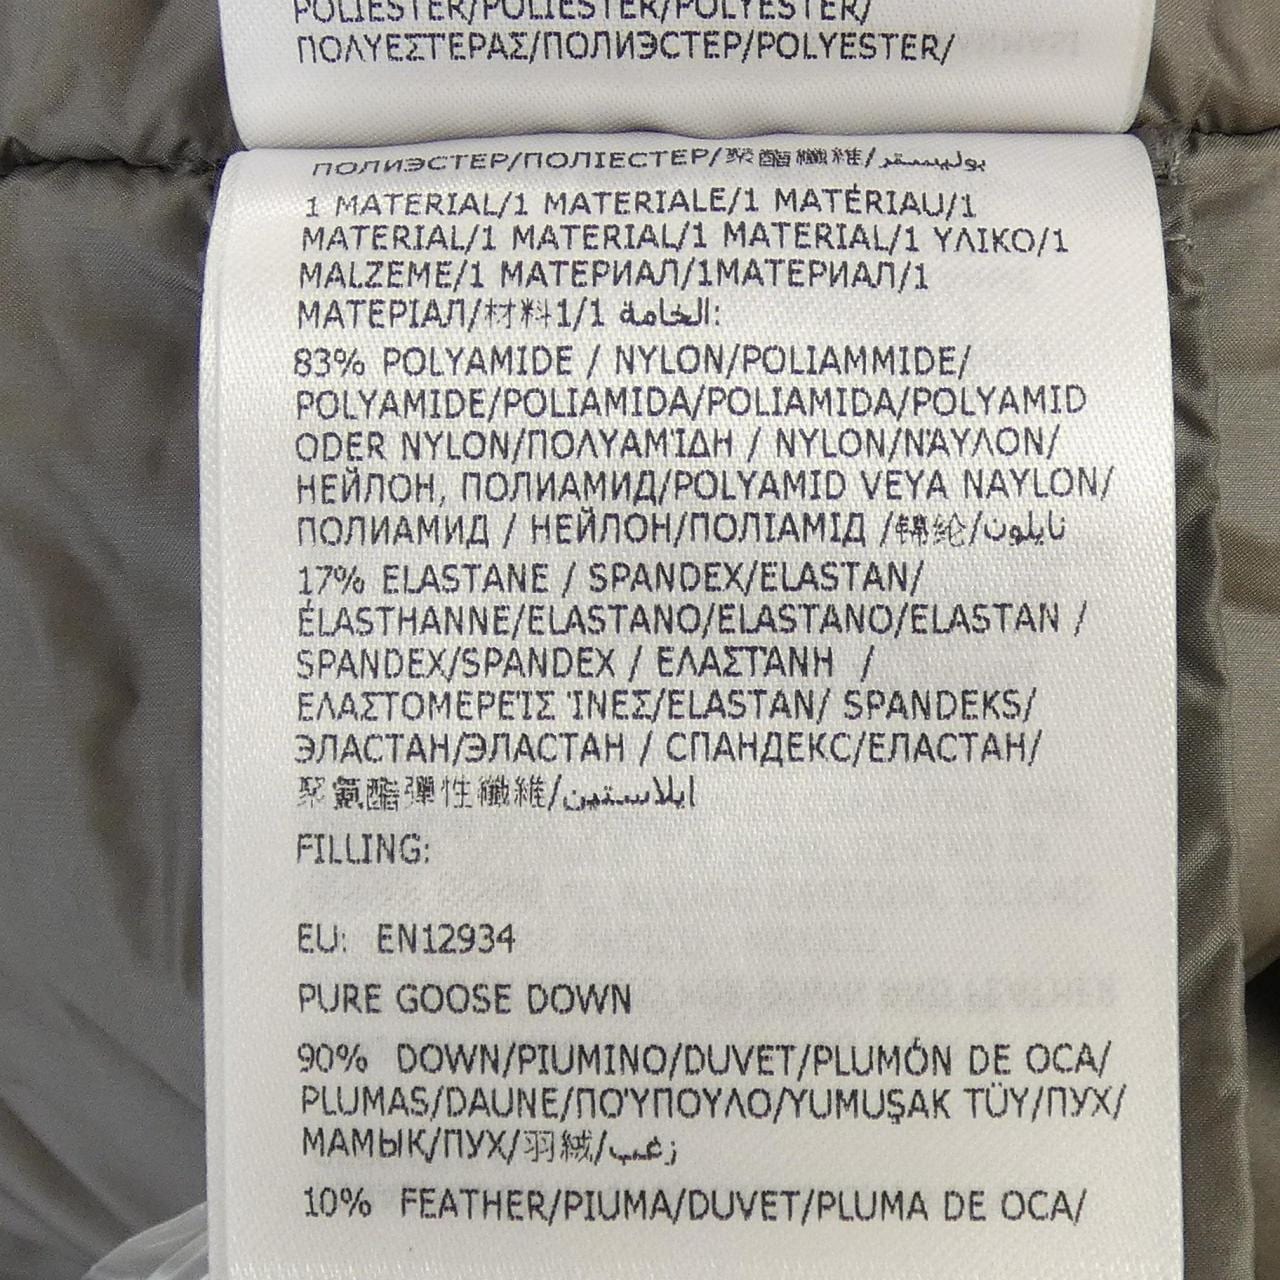 POLIESTER/POLIESTER/POLYESTER/
ΠΟΛΥΕΣΤΕΡΑΣ/ПОЛИЭСТЕР/POLYESTER/
ПОЛИЭСТЕР/ПОЛІЕСТЕР/聚酯纖維/بوليستر
1 MATERIAL/1 MATERIALE/1 MATÉRIAU/1
MATERIAL/1 MATERIAL/1 MATERIAL/1 ΥΛΙΚΟ/1
MALZEME/1 МАТЕРИАЛ/1МАТЕРИАЛ/1
МАТЕРІАЛ/材料1/1 الخامة:
83% POLYAMIDE / NYLON/POLIAMMIDE/
POLYAMIDE/POLIAMIDA/POLIAMIDA/POLYAMID
ODER NYLON/ΠΟΛΥΑΜΊΔΗ / NYLON/ΝΆΥΛΟΝ/
НЕЙЛОН, ПОЛИАМИД/POLYAMID VEYA NAYLON/
ПОЛИАМИД / НЕЙЛОН/ПОЛІАМІД /锦纶/نايلون
17% ELASTANE / SPANDEX/ELASTAN/
ÉLASTHANNE/ELASTANO/ELASTANO/ELASTAN /
SPANDEX/SPANDEX / ΕΛΑΣΤΆΝΗ /
ΕΛΑΣΤΟΜΕΡΕΊΣ ΊΝΕΣ/ELASTAN/ SPANDEKS/
ЭЛАСТАН/ЭЛАСТАН / СПАНДЕКС/ЕЛАСТАН/
聚氨酯彈性纖維/ايلاستين
FILLING:
EU: EN12934
PURE GOOSE DOWN
90% DOWN/PIUMINO/DUVET/PLUMÓN DE OCA/
PLUMAS/DAUNE/ΠΟΎΠΟΥΛΟ/YUMUŞAK TÜY/ПУХ/
МАМЫК/ПУХ/羽絨/زغب
10% FEATHER/PIUMA/DUVET/PLUMA DE OCA/